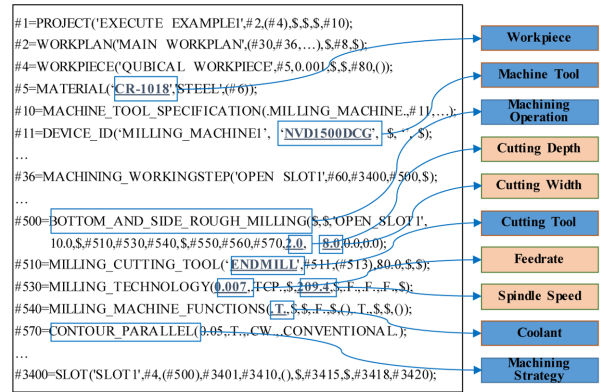 #1=PROJECT('EXECUTE EXAMPLE1',#2,(#4),$,$,$,#10);
#2=WORKPLAN('MAIN WORKPLAN',(#30,#36,…),$,#8,$);
#4=WORKPIECE('QUBICAL WORKPIECE',#5,0.001,$,$,#80,());
#5=MATERIAL('CR-1018','STEEL',(#6));
#10=MACHINE_TOOL_SPECIFICATION(.MILLING_MACHINE.,#11,…);
#11=DEVICE_ID('MILLING_MACHINE1', 'NVD1500DCG', $, '', $);
…
#36=MACHINING_WORKINGSTEP('OPEN SLOT1',#60,#3400,#500,$);
…
#500=BOTTOM_AND_SIDE_ROUGH_MILLING($,$,'OPEN_SLOT1',
10.0,$,#510,#530,#540,$,#550,#560,#570,2.0, 8.0,0.0,0.0);
#510=MILLING_CUTTING_TOOL('ENDMILL',#511,(#513),80.0,$,$);
#530=MILLING_TECHNOLOGY(0.007,.TCP.,$,209.4,$,.F.,.F.,.F.,$);
#540=MILLING_MACHINE_FUNCTIONS(.T.,$,$,.F.,$,(),.T.,$,$,());
#570=CONTOUR_PARALLEL(0.05,.T.,.CW.,.CONVENTIONAL.);
…
#3400=SLOT('SLOT1',#4,(#500),#3401,#3410,(),$,#3415,$,#3418,#3420);
Workpiece
Machine Tool
Machining
Operation
Cutting Depth
Cutting Width
Cutting Tool
Feedrate
Spindle Speed
Coolant
Machining
Strategy